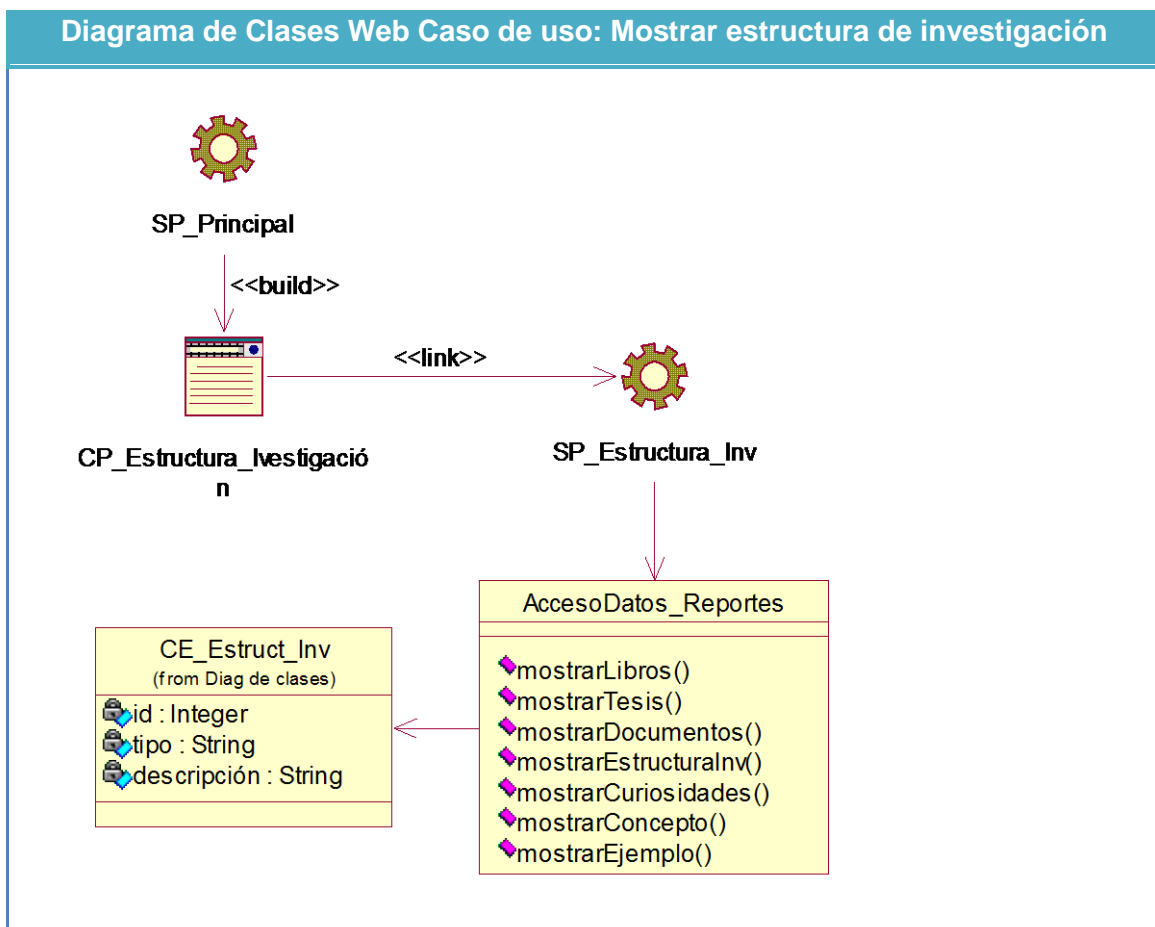 Diagrama de Clases Web Caso de uso: Mostrar estructura de investigación
SP_Principal
<<build>>
<<link>>
CP_Estructura_Ivestigació
n
SP_Estructura_Inv
AccesoDatos_Reportes
mostrarLibros()
mostrarTesis()
mostrarDocumentos()
mostrarEstructuraInv()
mostrarCuriosidades()
mostrarConcepto()
mostrarEjemplo()
CE_Estruct_Inv
(from Diag de clases)
id : Integer
tipo : String
descripción : String